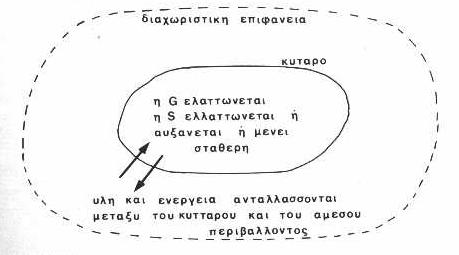 διαχωριστικη επιφανεια
κυταρο
η G ελαττωνεται
η S ελλαττωνεται ή
αυξανεται ή μενει
σταθερη
υλη και ενεργεια ανταλλασσονται
μεταξυ του κυτταρου και του αμεσου
περιβαλλοντος